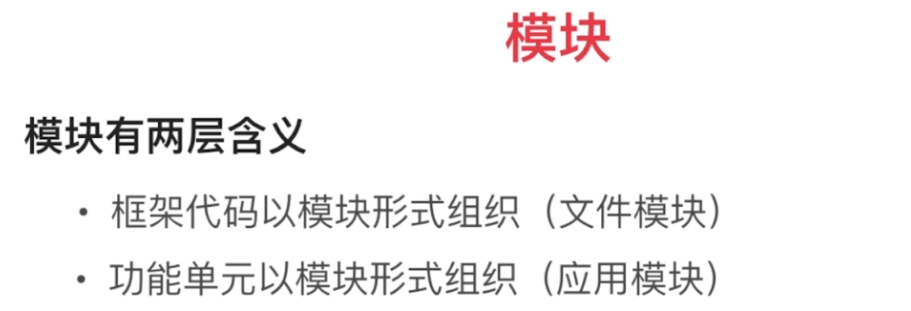 模块
模块有两层含义
• 框架代码以模块形式组织（文件模块）
• 功能单元以模块形式组织（应用模块）